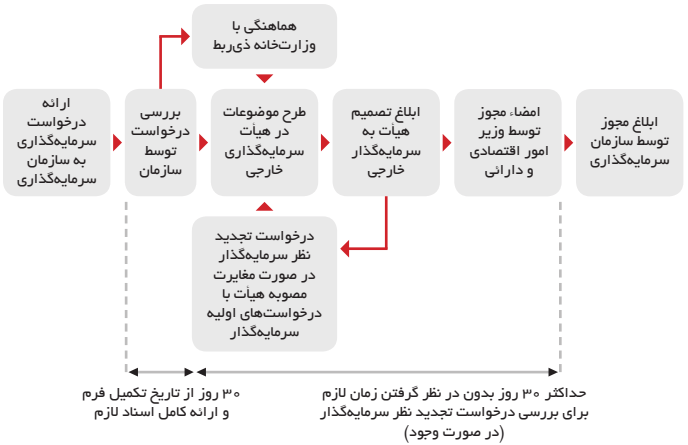 هماهنگی با
وزارت‌خانه ذی‌ربط
ارائه
درخواست
سرمایه‌گذاری
به سازمان
سرمایه‌گذاری
بررسی
درخواست
توسط
سازمان
طرح موضوعات
در هیأت
سرمایه‌گذاری
خارجی
ابلاغ تصمیم
هیأت به
سرمایه‌گذار
خارجی
امضاء مجوز
توسط وزیر
امور اقتصادی
و دارائی
ابلاغ مجوز
توسط سازمان
سرمایه‌گذاری
درخواست تجدید
نظر سرمایه‌گذار
در صورت مغایرت
مصوبه هیأت با
درخواست‌های اولیه
سرمایه‌گذار
۳۰ روز از تاریخ تکمیل فرم
و ارائه کامل اسناد لازم
حداکثر ۳۰ روز بدون در نظر گرفتن زمان لازم
برای بررسی درخواست تجدید نظر سرمایه‌گذار
(در صورت وجود)